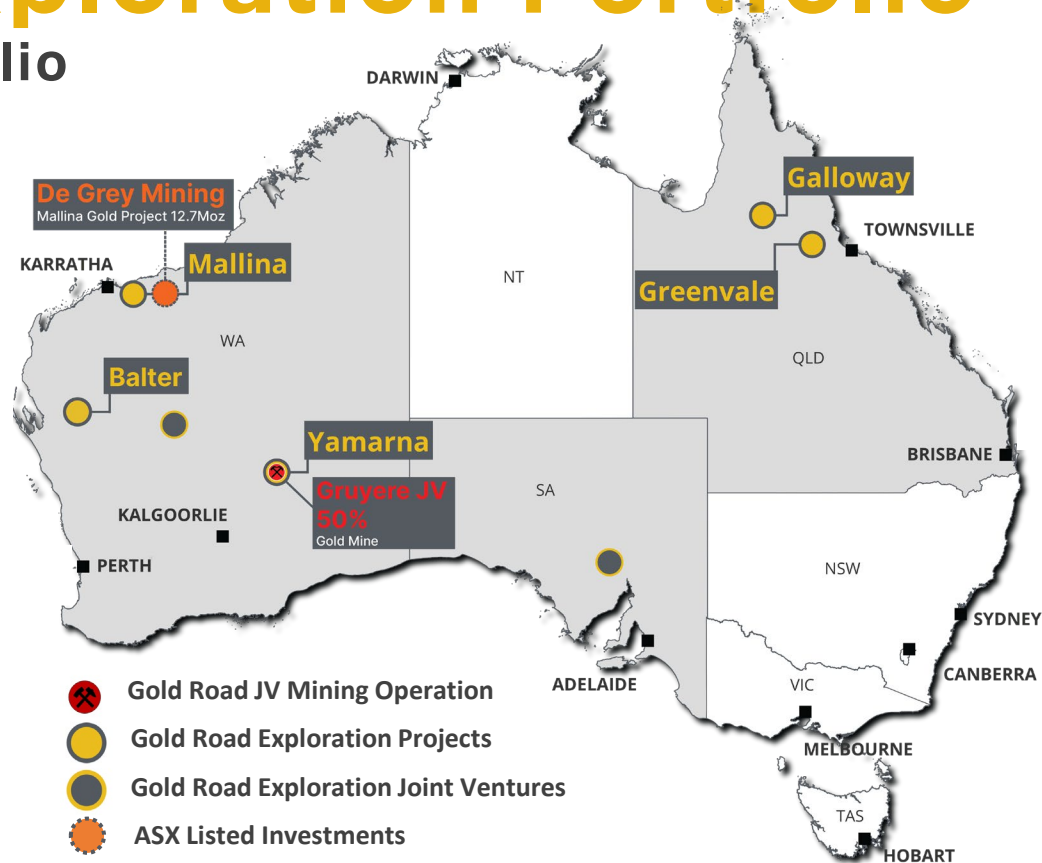 lio
DARWIN
De Grey Mining
Mallina Gold Project 12.7Moz
Galloway
TOWNSVILLE
KARRATHA
Mallina
NT
Greenvale
WA
QLD
Balter
Yamarna
BRISBANE
Gruyere JV
50%
Gold Mine
SA
KALGOORLIE
PERTH
NSW
SYDNEY
CANBERRA
ADELAIDE
VIC
MELBOURNE
TAS
HOBART
Gold Road JV Mining Operation
Gold Road Exploration Projects
Gold Road Exploration Joint Ventures
ASX Listed Investments